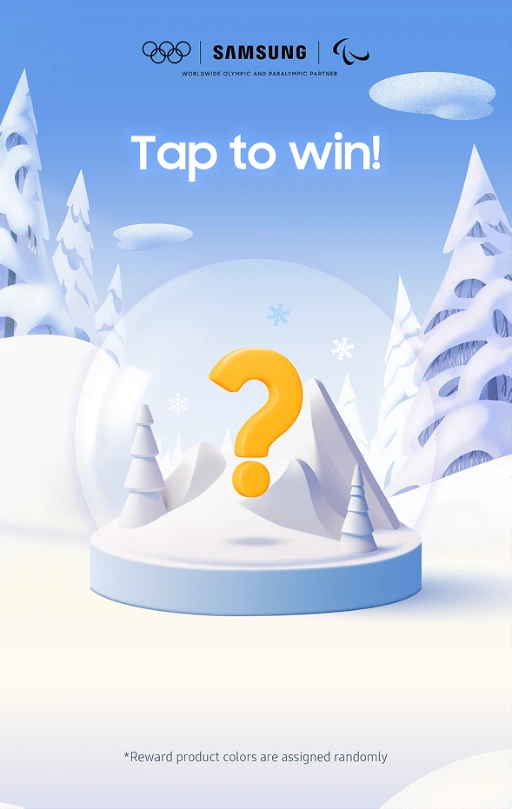 SAMSUNG
WORLDWIDE OLYMPIC AND PARALYMPIC PARTNER
Tap to win!
?
*Reward product colors are assigned randomly